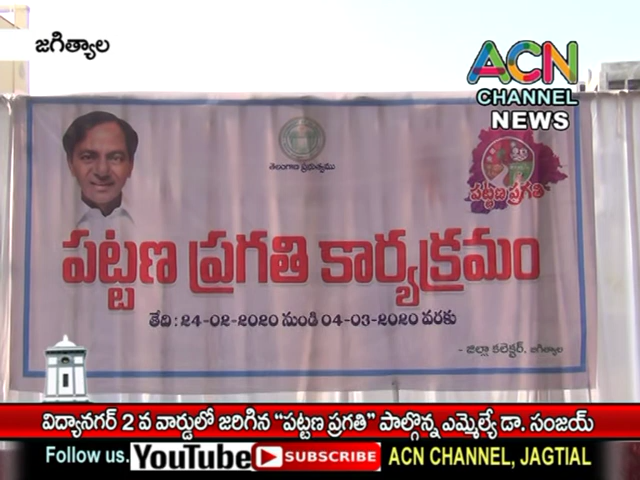 జగిత్యాల
ACN
CHANNEL
NEWS
తెలంగాణ ప్రభుత్వము
పట్టణ ప్రగతి
పట్టణ ప్రగతి కార్యక్రమం
తేది : 24-02-2020 నుండి 04-03-2020 వరకు
- జిల్లా కలెక్టర్, జగిత్యాల
విద్యానగర్ 2 వ వార్డులో జరిగిన “పట్టణ ప్రగతి” పాల్గొన్న ఎమ్మెల్యే డా. సంజయ్
Follow us. YouTube SUBSCRIBE ACN CHANNEL, JAGTIAL